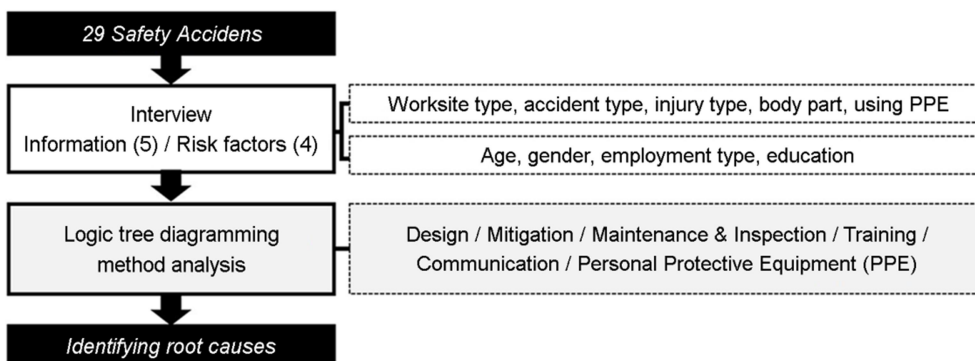 29 Safety Accidens
Interview
Information (5) / Risk factors (4)
Worksite type, accident type, injury type, body part, using PPE
Age, gender, employment type, education
Logic tree diagramming
method analysis
Design / Mitigation / Maintenance & Inspection / Training /
Communication / Personal Protective Equipment (PPE)
Identifying root causes